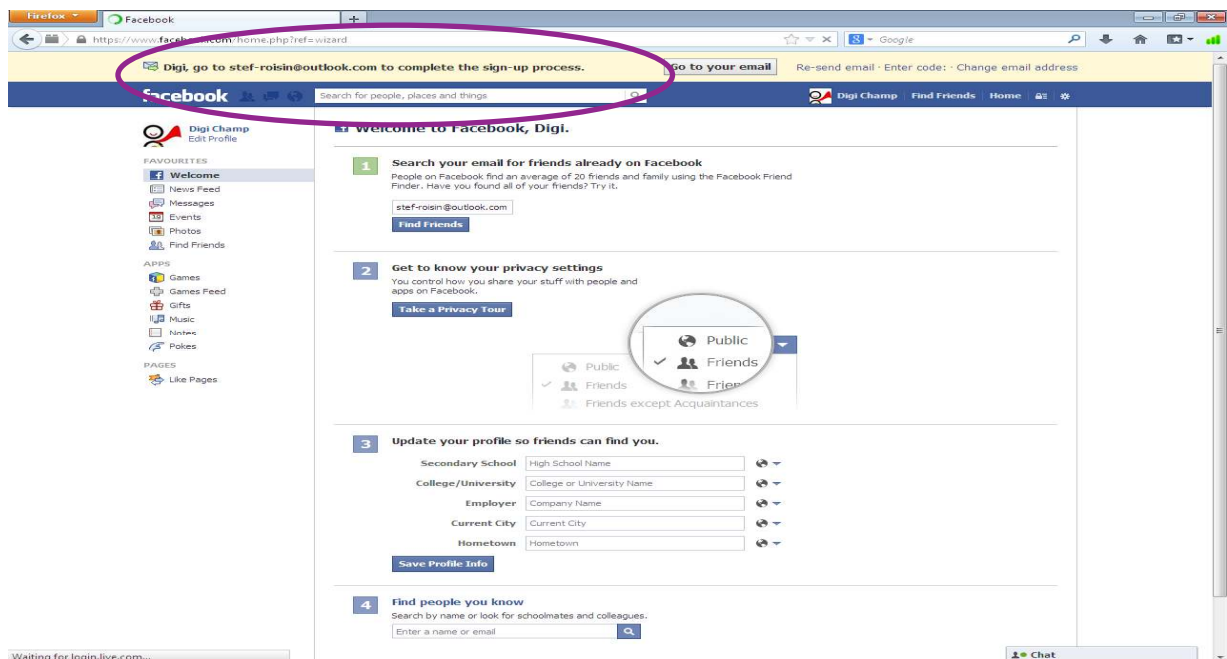 Firefox
Facebook
https://www.facebook.com/home.php?ref=wizard
Google
Digi, go to stef-roisin@outlook.com to complete the sign-up process.
Go to your email
Re-send email · Enter code: · Change email address
facebook
Search for people, places and things
Digi Champ
Find Friends
Home
Digi Champ
Edit Profile
FAVOURITES
Welcome
News Feed
Messages
Events
Photos
Find Friends
APPS
Games
Games Feed
Gifts
Music
Notes
Pokes
PAGES
Like Pages
Welcome to Facebook, Digi.
1
Search your email for friends already on Facebook
People on Facebook find an average of 20 friends and family using the Facebook Friend
Finder. Have you found all of your friends? Try it.
stef-roisin@outlook.com
Find Friends
2
Get to know your privacy settings
You control how you share your stuff with people and
apps on Facebook.
Take a Privacy Tour
Public
Friends
Public
Friends
Friends except Acquaintances
3
Update your profile so friends can find you.
Secondary School
High School Name
College/University
College or University Name
Employer
Company Name
Current City
Current City
Hometown
Hometown
Save Profile Info
4
Find people you know
Search by name or look for schoolmates and colleagues.
Enter a name or email
Waiting for login.live.com...
Chat